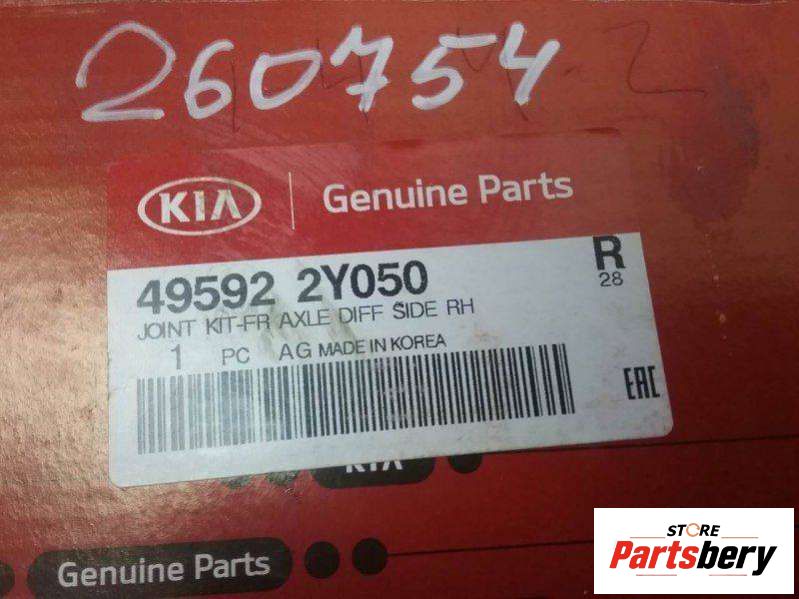 260754
KIA Genuine Parts
49592 2Y050 R
28
JOINT KIT-FR AXLE DIFF SIDE RH
1 PC AG MADE IN KOREA
EAC
KIA
Genuine Parts
STORE
Partsbery